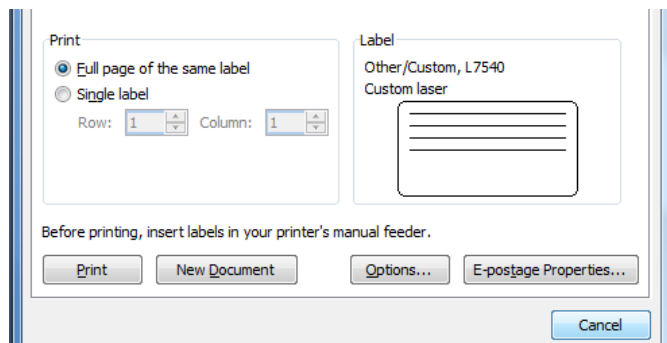 Print
Full page of the same label
Single label
Row: 1 Column: 1
Label
Other/Custom, L7540
Custom laser
Before printing, insert labels in your printer's manual feeder.
Print New Document Options... E-postage Properties...
Cancel